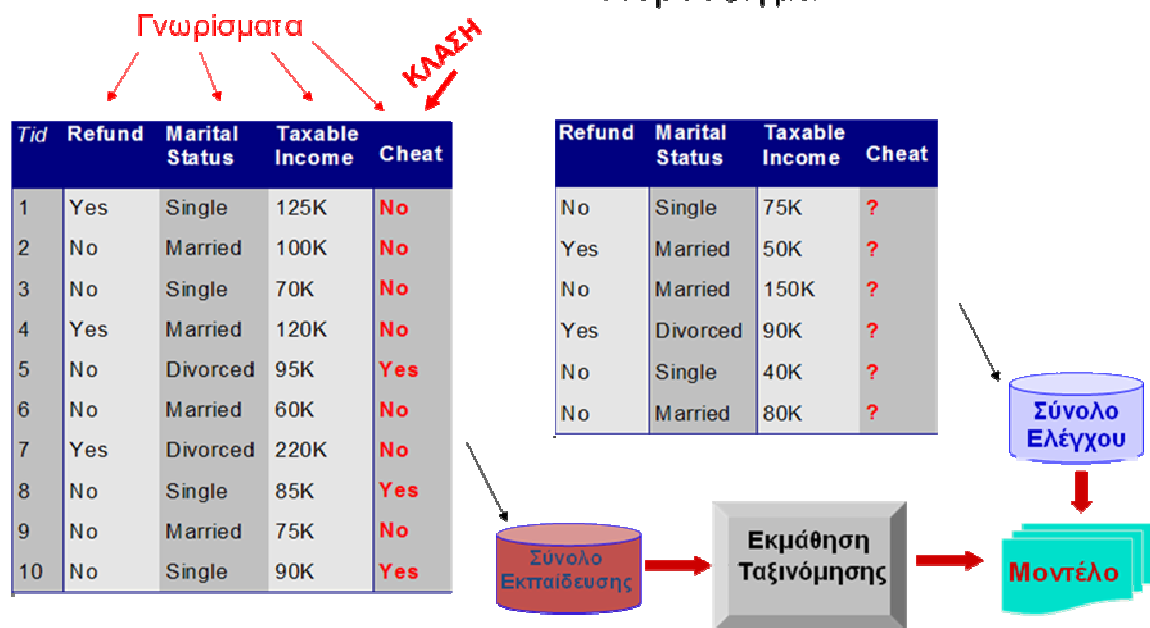 Γνωρίσματα
ΚΛΑΣΗ
Tid Refund Marital Status Taxable Income Cheat
1 Yes Single 125K No
2 No Married 100K No
3 No Single 70K No
4 Yes Married 120K No
5 No Divorced 95K Yes
6 No Married 60K No
7 Yes Divorced 220K No
8 No Single 85K Yes
9 No Married 75K No
10 No Single 90K Yes
Refund Marital Status Taxable Income Cheat
No Single 75K ?
Yes Married 50K ?
No Married 150K ?
Yes Divorced 90K ?
No Single 40K ?
No Married 80K ?
Σύνολο
Ελέγχου
Σύνολο
Εκπαίδευσης
Εκμάθηση
Ταξινόμησης
Μοντέλο